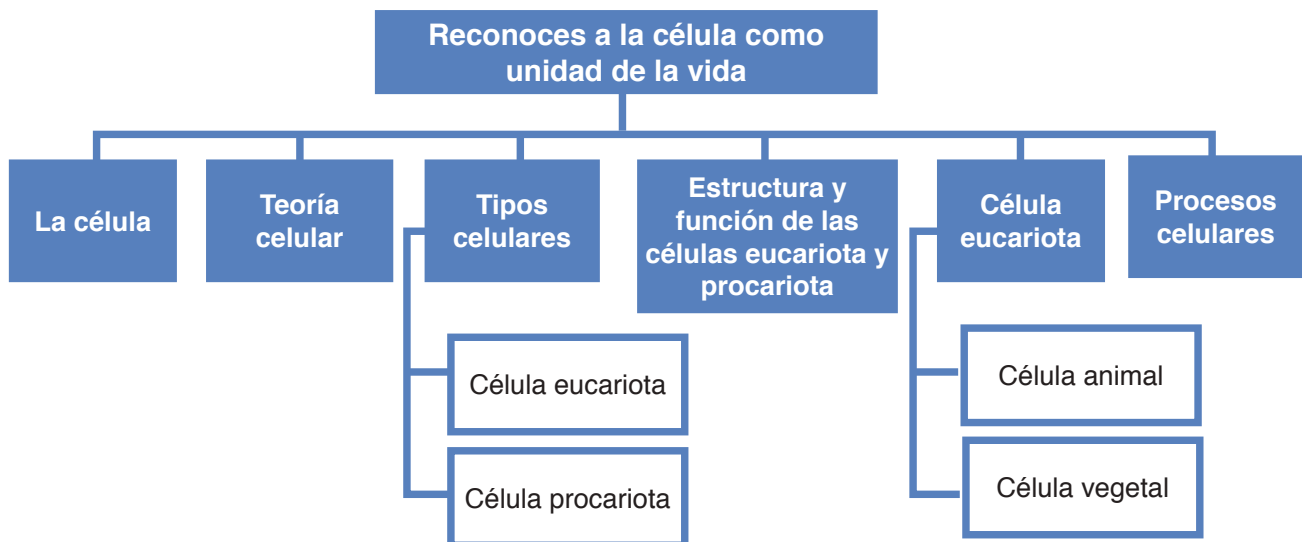 Reconoces a la célula como
unidad de la vida
La célula
Teoría
celular
Tipos
celulares
Estructura y
función de las
células eucariota y
procariota
Célula
eucariota
Procesos
celulares
Célula eucariota
Célula procariota
Célula animal
Célula vegetal